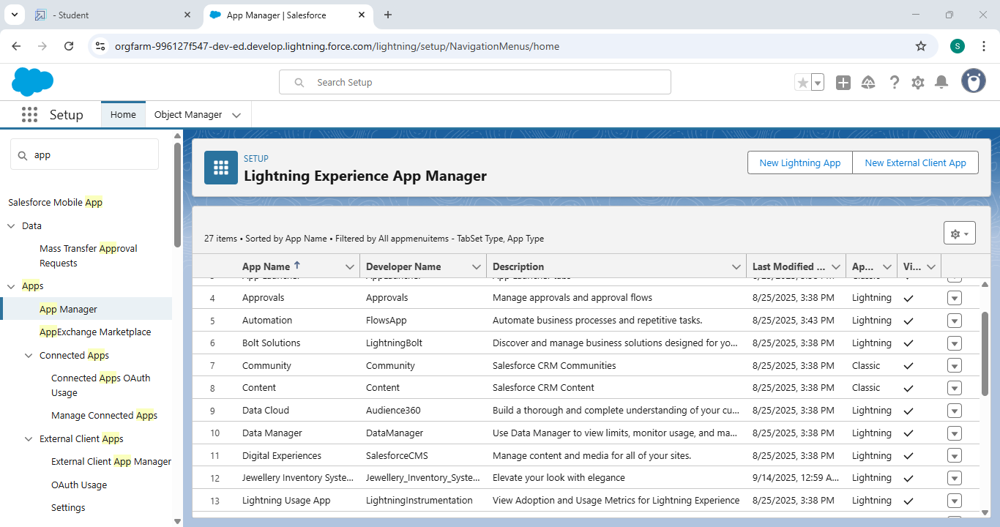 - Student
App Manager | Salesforce
orgfarm-996127f547-dev-ed.develop.lightning.force.com/lightning/setup/NavigationMenus/home
S
Search Setup
Setup
Home
Object Manager
app
Salesforce Mobile App
Data
Mass Transfer Approval
Requests
Apps
App Manager
AppExchange Marketplace
Connected Apps
Connected Apps OAuth
Usage
Manage Connected Apps
External Client Apps
External Client App Manager
OAuth Usage
Settings
SETUP
Lightning Experience App Manager
New Lightning App
New External Client App
27 items • Sorted by App Name • Filtered by All appmenuitems - TabSet Type, App Type
App Name Developer Name Description Last Modified ... Ap... Vi...
4 Approvals Approvals Manage approvals and approval flows 8/25/2025, 3:38 PM Lightning
5 Automation FlowsApp Automate business processes and repetitive tasks. 8/25/2025, 3:43 PM Lightning
6 Bolt Solutions LightningBolt Discover and manage business solutions designed for yo... 8/25/2025, 3:38 PM Lightning
7 Community Community Salesforce CRM Communities 8/25/2025, 3:38 PM Classic
8 Content Content Salesforce CRM Content 8/25/2025, 3:38 PM Classic
9 Data Cloud Audience360 Build a thorough and complete understanding of your cu... 8/25/2025, 3:38 PM Lightning
10 Data Manager DataManager Use Data Manager to view limits, monitor usage, and ma... 8/25/2025, 3:38 PM Lightning
11 Digital Experiences SalesforceCMS Manage content and media for all of your sites. 8/25/2025, 3:38 PM Lightning
12 Jewellery Inventory Syste... Jewellery_Inventory_Syste... Elevate your look with elegance 9/14/2025, 12:59 A... Lightning
13 Lightning Usage App LightningInstrumentation View Adoption and Usage Metrics for Lightning Experience 8/25/2025, 3:38 PM Lightning